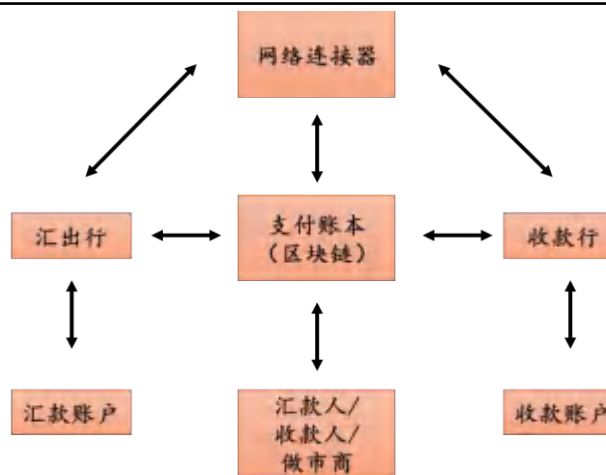 网络连接器
汇出行
支付账本
(区块链)
收款行
汇款账户
汇款人/
收款人/
做市商
收款账户